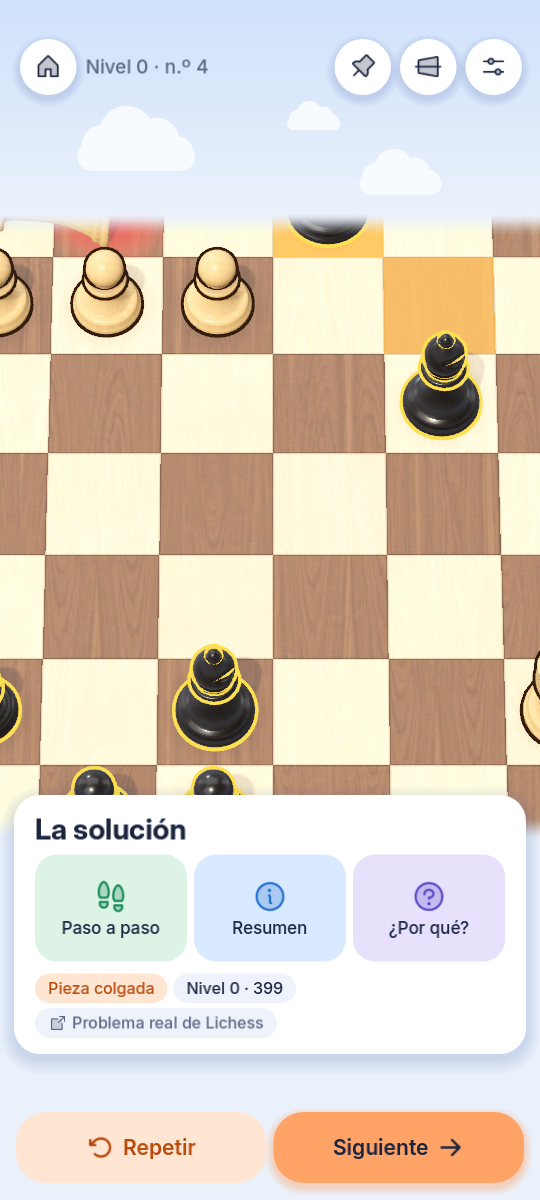 Nivel 0 · n.º 4
La solución
Paso a paso
Resumen
¿Por qué?
Pieza colgada
Nivel 0 · 399
Problema real de Lichess
Repetir
Siguiente